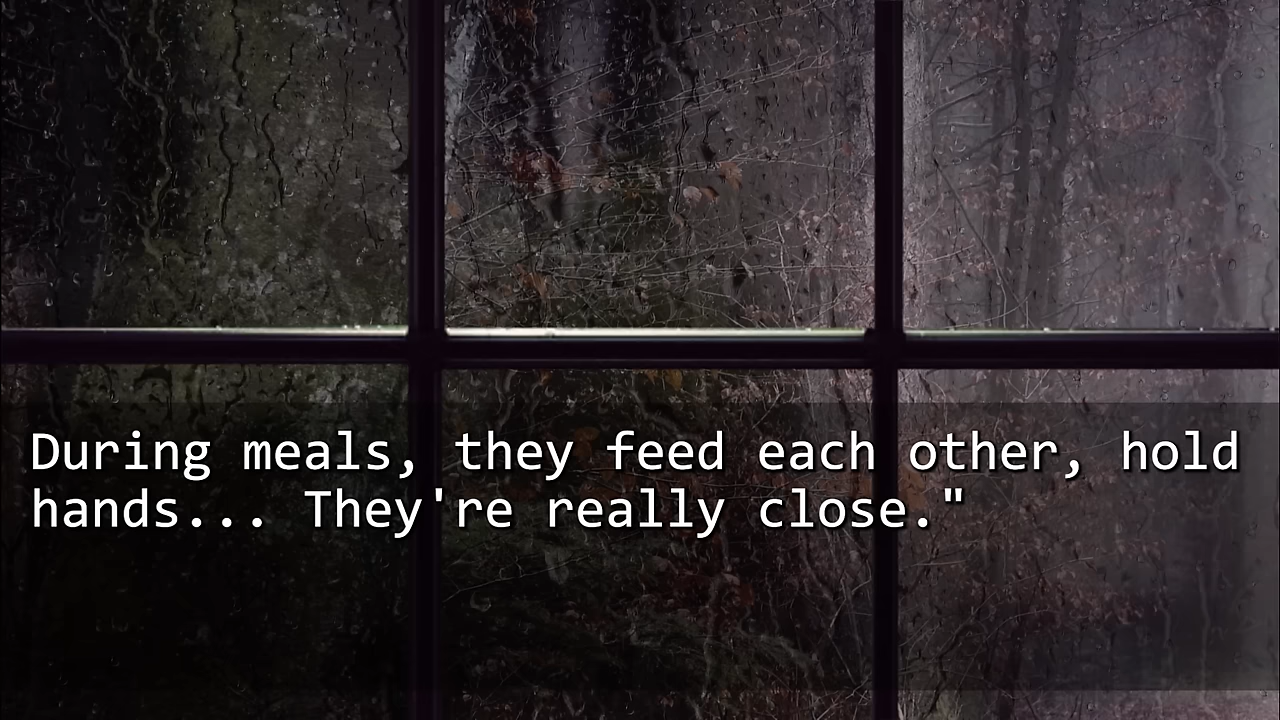 During meals, they feed each other, hold
hands... They're really close."